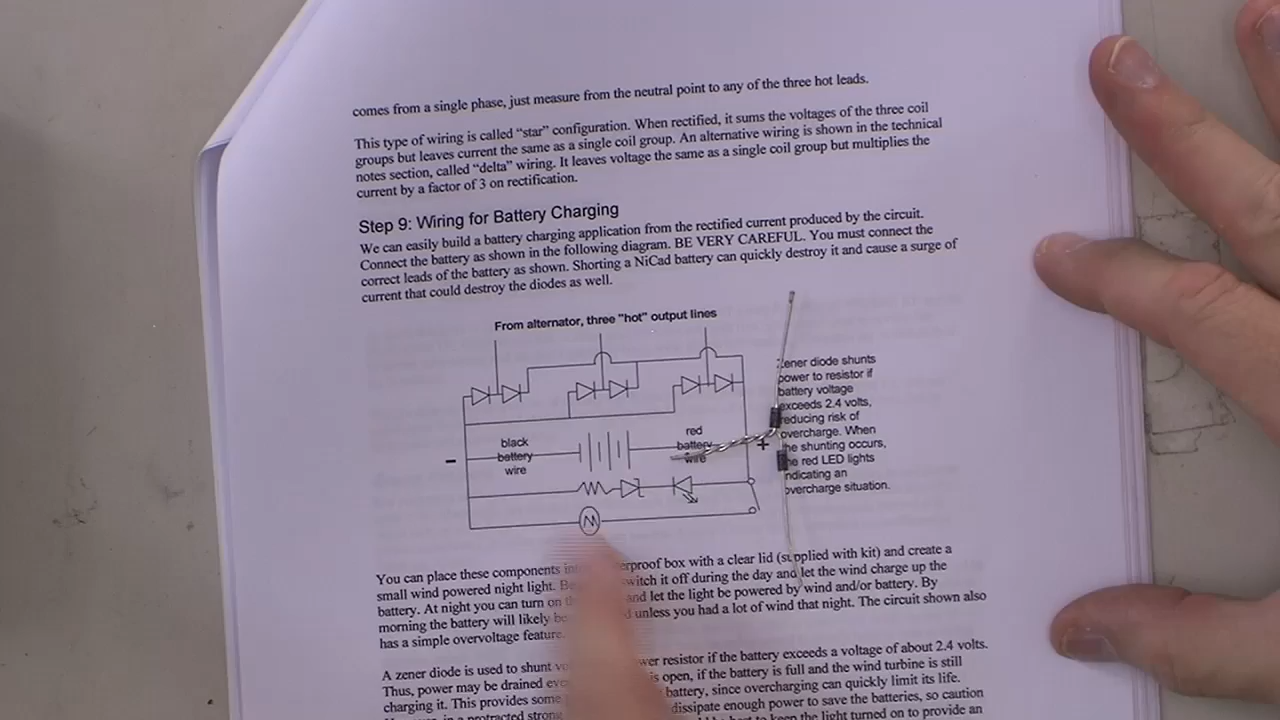 comes from a single phase, just measure from the neutral point to any of the three hot leads.
This type of wiring is called “star” configuration. When rectified, it sums the voltages of the three coil
groups but leaves current the same as a single coil group. An alternative wiring is shown in the technical
notes section, called “delta” wiring. It leaves voltage the same as a single coil group but multiplies the
current by a factor of 3 on rectification.
Step 9: Wiring for Battery Charging
We can easily build a battery charging application from the rectified current produced by the circuit.
Connect the battery as shown in the following diagram. BE VERY CAREFUL. You must connect the
correct leads of the battery as shown. Shorting a NiCad battery can quickly destroy it and cause a surge of
current that could destroy the diodes as well.
From alternator, three "hot" output lines
zener diode shunts
power to resistor if
battery voltage
exceeds 2.4 volts,
reducing risk of
overcharge. When
the shunting occurs,
the red LED lights
indicating an
overcharge situation.
black
battery
wire
red
battery
wire
-
+
You can place these components in erproof box with a clear lid (supplied with kit) and create a
small wind powered night light. witch it off during the day and let the wind charge up the
battery. At night you can turn on and let the light be powered by wind and/or battery. By
morning the battery will likely be unless you had a lot of wind that night. The circuit shown also
has a simple overvoltage feature.
A zener diode is used to shunt resistor if the battery exceeds a voltage of about 2.4 volts.
Thus, power may be drained is open, if the battery is full and the wind turbine is still
charging it. This provides some battery, since overcharging can quickly limit its life.
dissipate enough power to save the batteries, so caution
in a protracted strong keep the light turned on to provide an